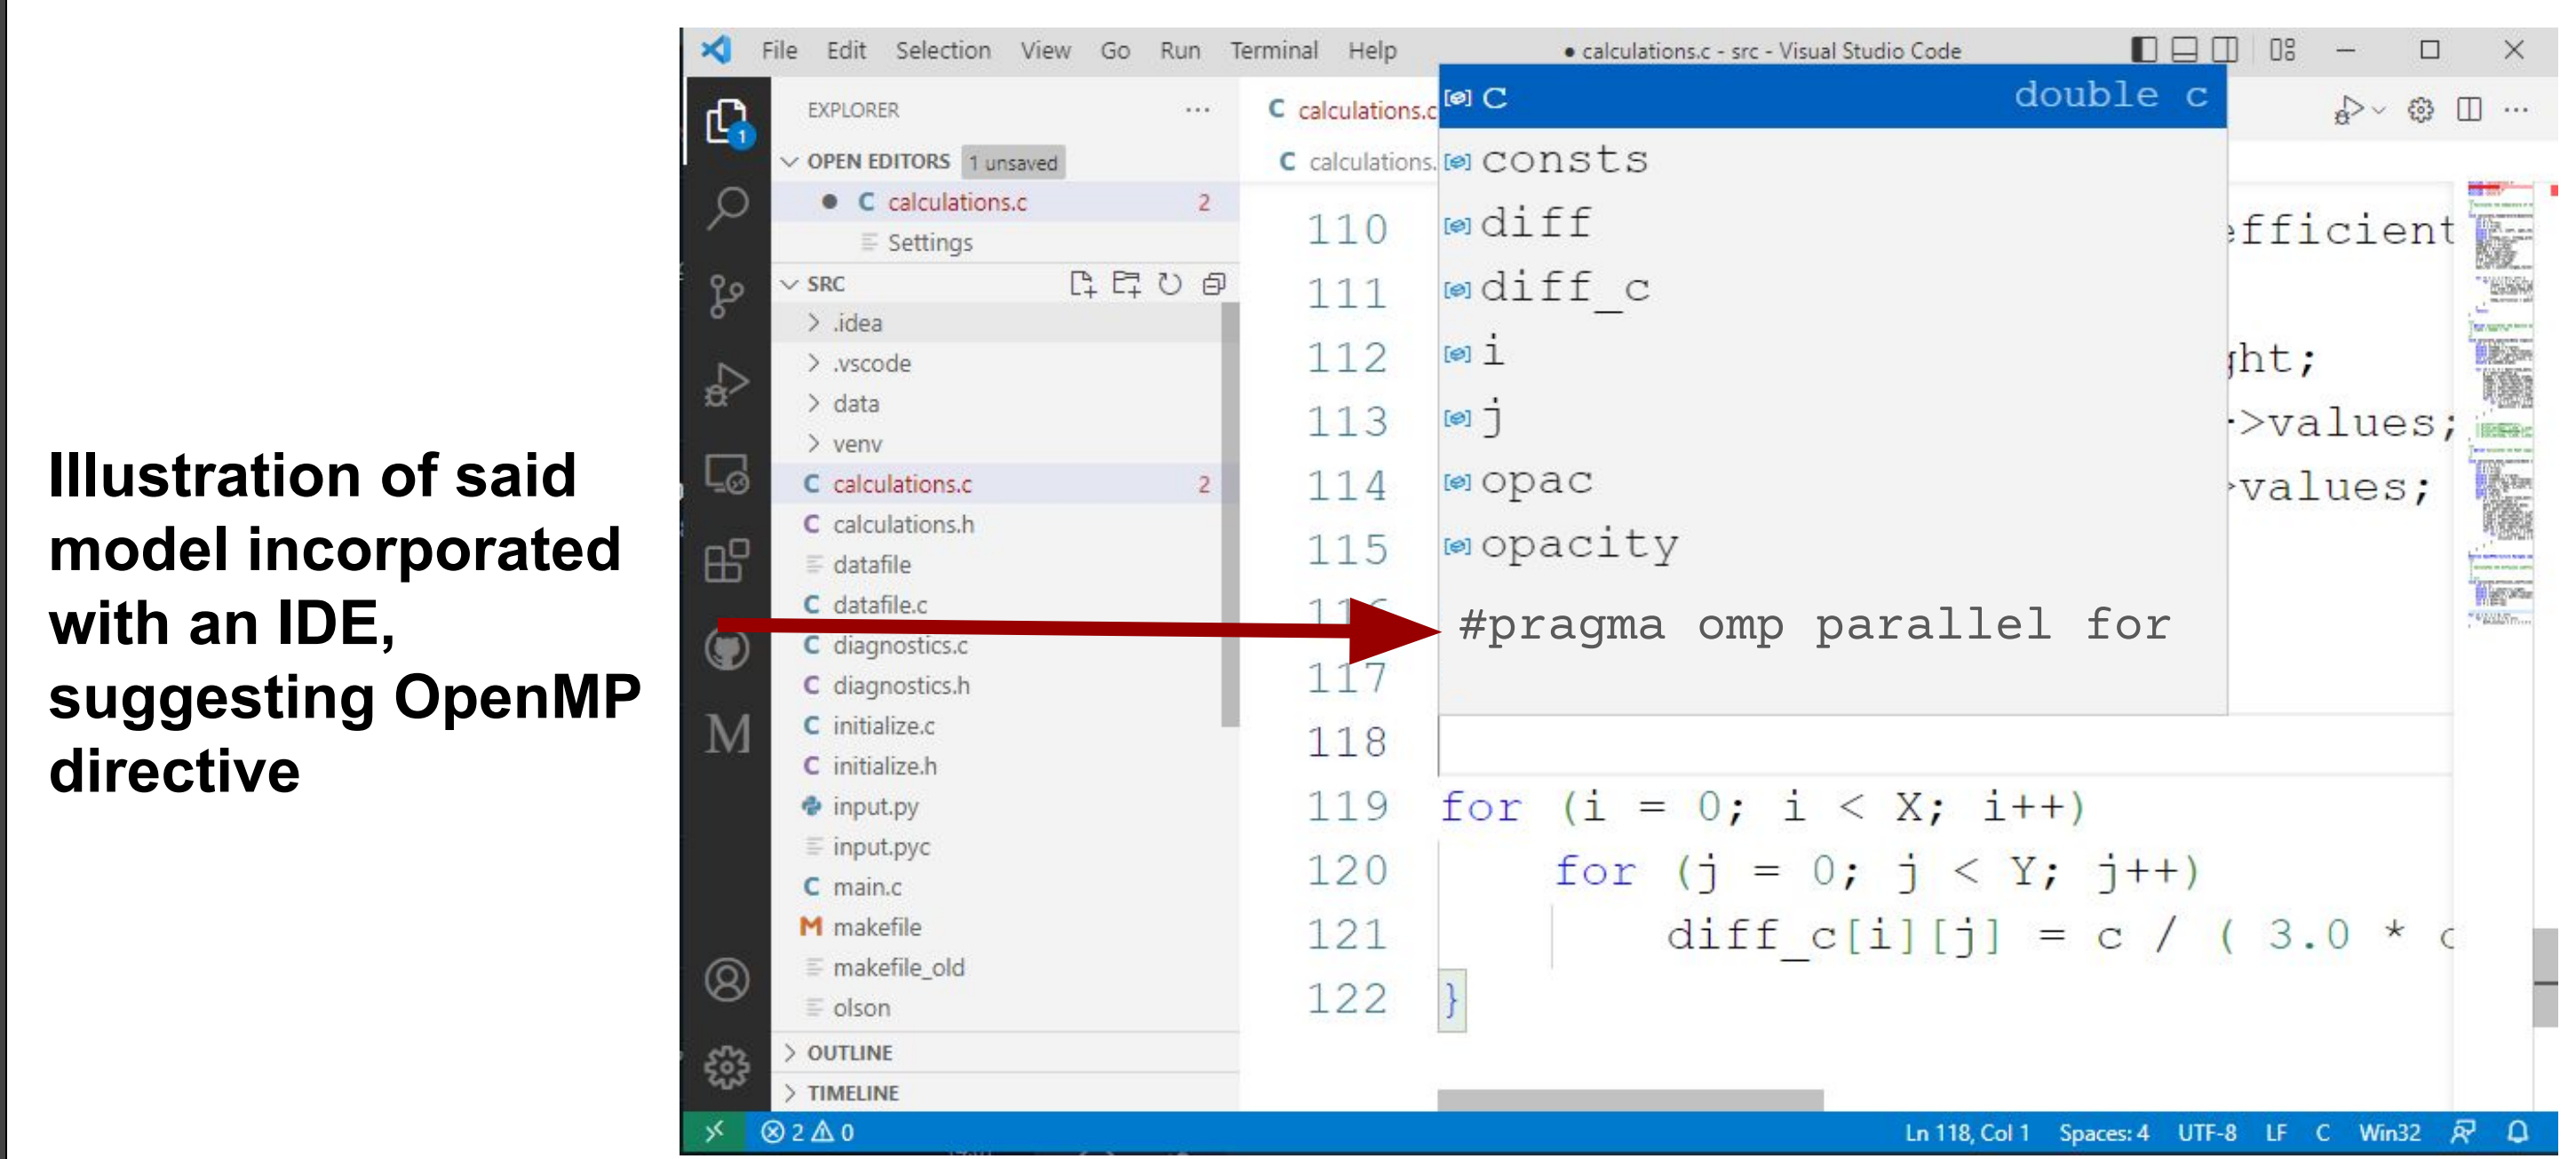 Illustration of said
model incorporated
with an IDE,
suggesting OpenMP
directive
File Edit Selection View Go Run Terminal Help
● calculations.c - src - Visual Studio Code
EXPLORER
1
OPEN EDITORS 1 unsaved
C calculations.c 2
Settings
SRC
.idea
.vscode
data
venv
C calculations.c 2
C calculations.h
datafile
C datafile.c
C diagnostics.c
C diagnostics.h
C initialize.c
C initialize.h
input.py
input.pyc
C main.c
M makefile
makefile_old
olson
OUTLINE
TIMELINE
M
C calculations.c
C calculations.
c double c
consts
diff
diff_c
i
j
opac
opacity
#pragma omp parallel for
110 efficient
111
112 ght;
113 ->values;
114 >values;
115
116
117
118
119 for (i = 0; i < X; i++)
120 for (j = 0; j < Y; j++)
121 diff_c[i][j] = c / ( 3.0 *
122 }
2 0
Ln 118, Col 1 Spaces: 4 UTF-8 LF C Win32